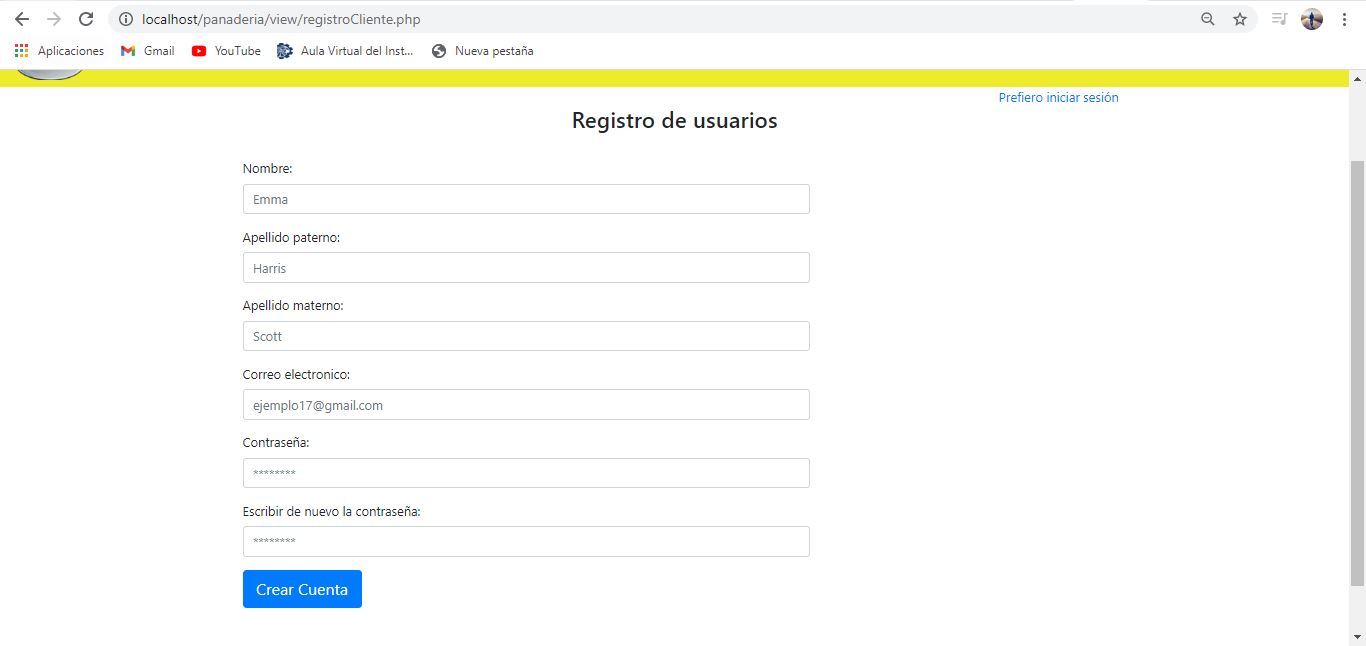 localhost/panaderia/view/registroCliente.php
Aplicaciones Gmail YouTube Aula Virtual del Inst... Nueva pestaña
Prefiero iniciar sesión
Registro de usuarios
Nombre:
Emma
Apellido paterno:
Harris
Apellido materno:
Scott
Correo electronico:
ejemplo17@gmail.com
Contraseña:
********
Escribir de nuevo la contraseña:
********
Crear Cuenta